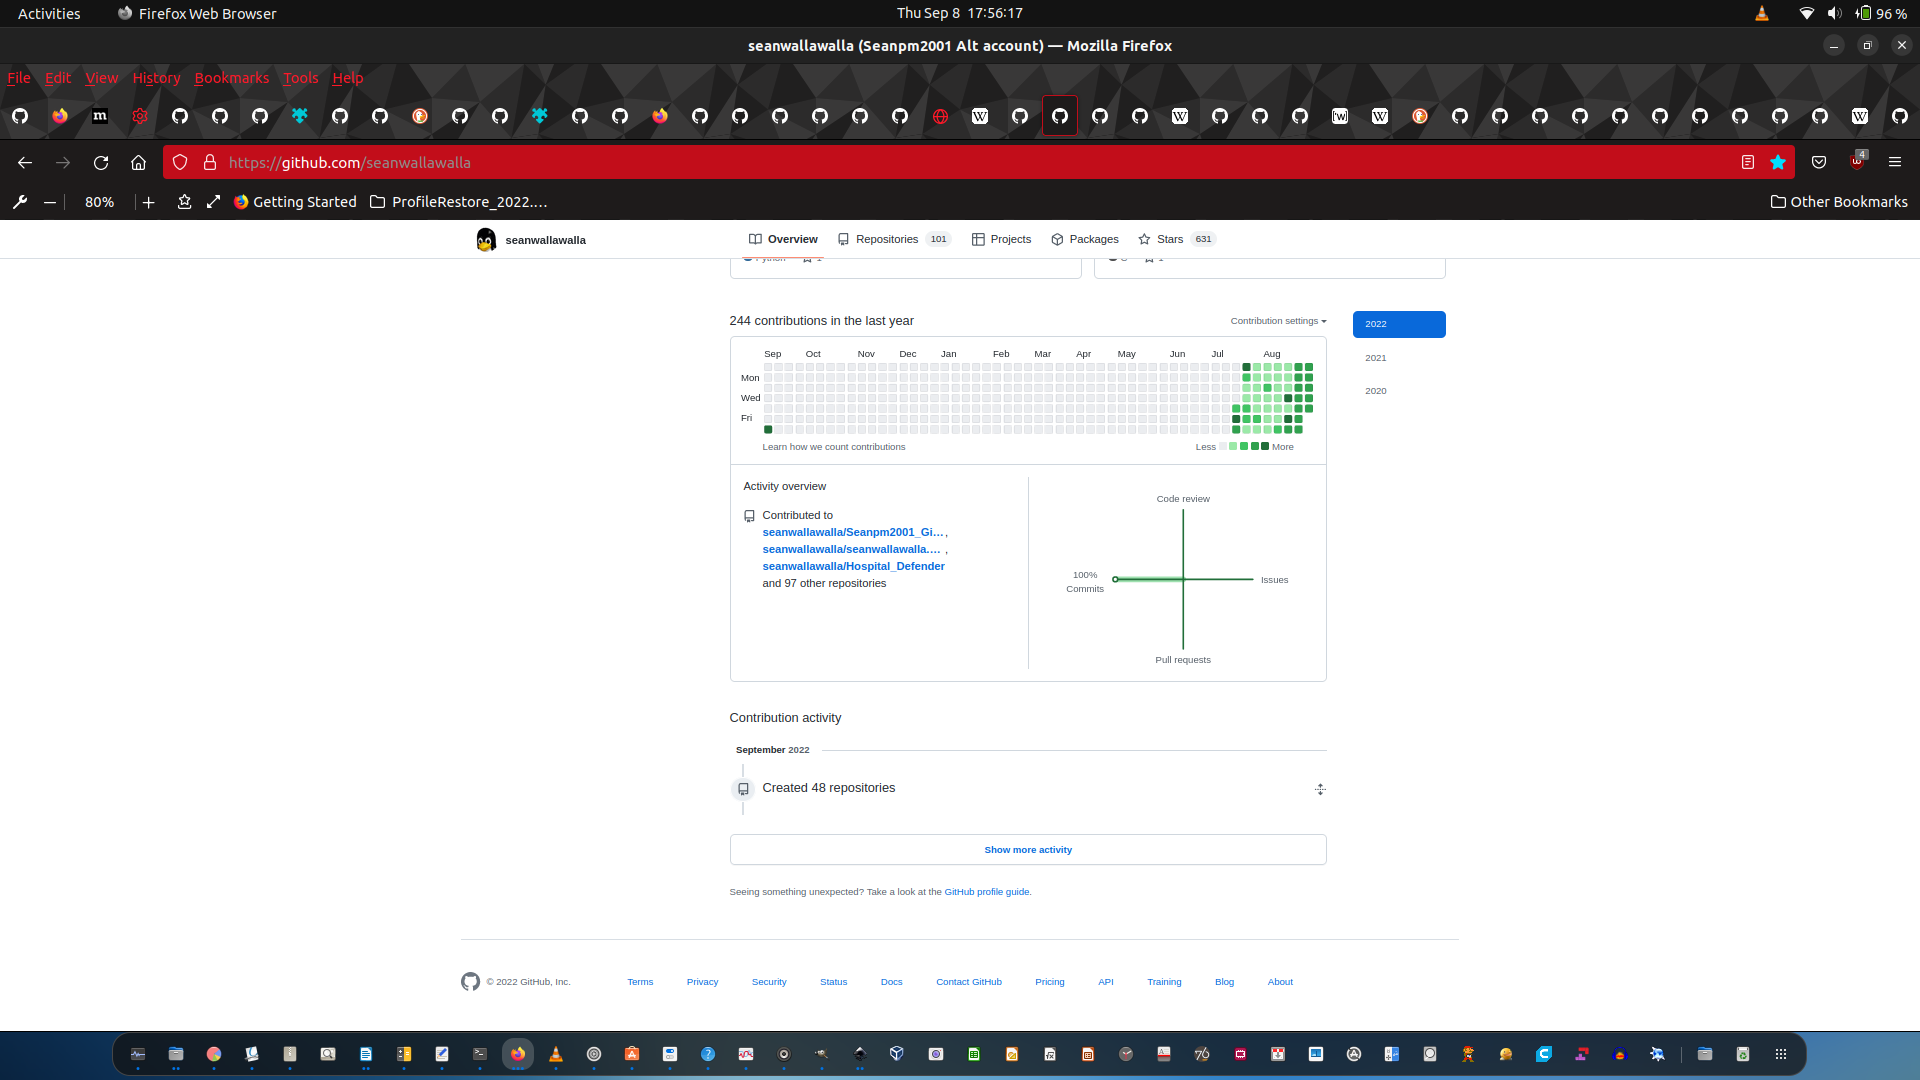 Activities Firefox Web Browser Thu Sep 8 17:56:17 96 %
seanwallawalla (Seanpm2001 Alt account) — Mozilla Firefox
File Edit View History Bookmarks Tools Help
https://github.com/seanwallawalla 4
80% Getting Started ProfileRestore_2022.… Other Bookmarks
seanwallawalla Overview Repositories 101 Projects Packages Stars 631
244 contributions in the last year Contribution settings 2022
2021
2020
Sep Oct Nov Dec Jan Feb Mar Apr May Jun Jul Aug
Mon
Wed
Fri
Learn how we count contributions Less More
Activity overview
Contributed to
seanwallawalla/Seanpm2001_Gi… ,
seanwallawalla/seanwallawalla.… ,
seanwallawalla/Hospital_Defender
and 97 other repositories
Code review
100%
Commits
Issues
Pull requests
Contribution activity
September 2022
Created 48 repositories
Show more activity
Seeing something unexpected? Take a look at the GitHub profile guide.
© 2022 GitHub, Inc. Terms Privacy Security Status Docs Contact GitHub Pricing API Training Blog About